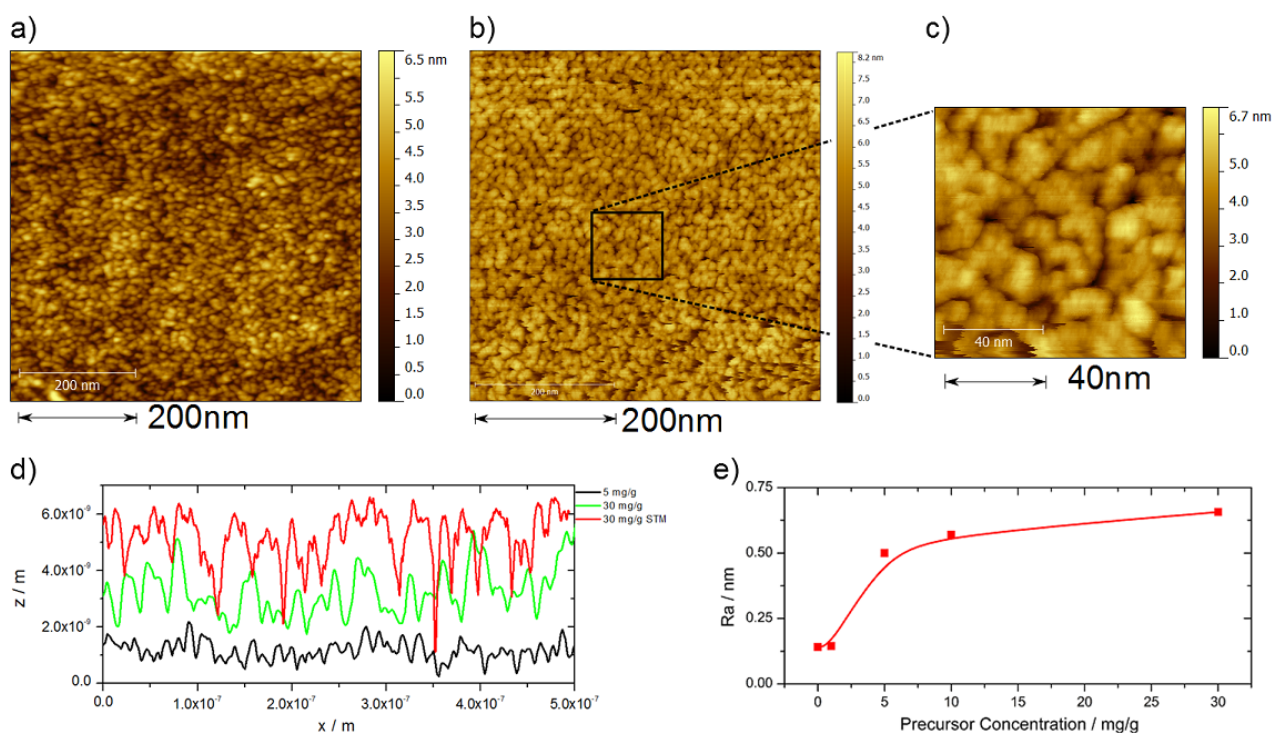 a)
6.5 nm
5.5
5.0
4.5
4.0
3.5
3.0
2.5
2.0
1.5
1.0
0.5
0.0
200 nm
200nm
b)
8.2 nm
7.0
6.0
5.5
5.0
4.5
4.0
3.5
3.0
2.5
2.0
1.5
1.0
0.5
0.0
200 nm
200nm
c)
6.7 nm
5.0
4.0
3.0
2.0
1.0
0.0
40 nm
40nm
d)
5 mg/g
30 mg/g
30 mg/g STM
6.0x10⁻⁹
4.0x10⁻⁹
2.0x10⁻⁹
0.0
z / m
0.0
1.0x10⁻⁷
2.0x10⁻⁷
3.0x10⁻⁷
4.0x10⁻⁷
5.0x10⁻⁷
x / m
e)
0.75
0.50
0.25
0.00
Ra / nm
0
5
10
15
20
25
30
Precursor Concentration / mg/g